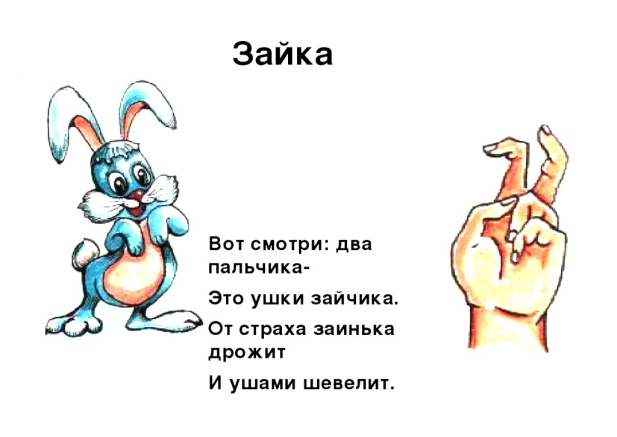 Зайка
Вот смотри: два
пальчика-
Это ушки зайчика.
От страха заинька
дрожит
И ушами шевелит.